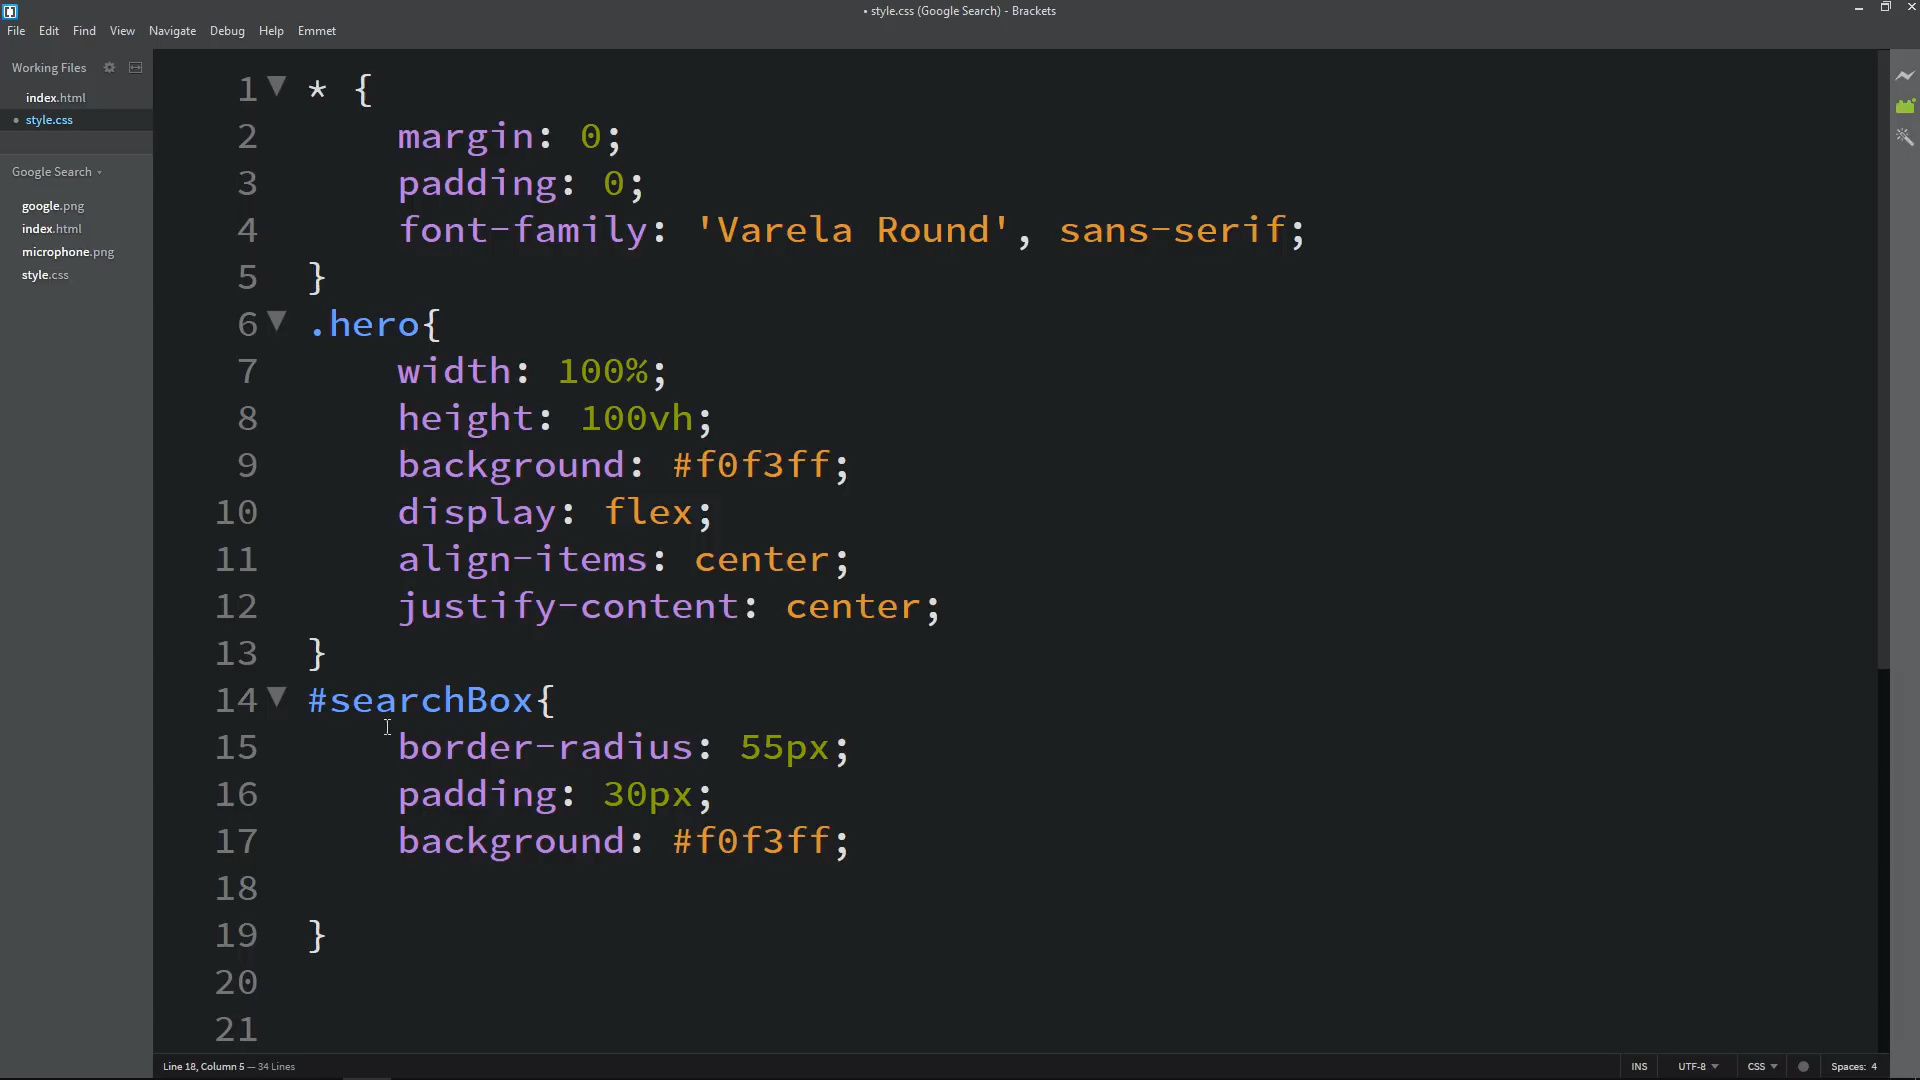 • style.css (Google Search) - Brackets
File Edit Find View Navigate Debug Help Emmet
Working Files
index.html
• style.css
Google Search
google.png
index.html
microphone.png
style.css
1 * {
2 margin: 0;
3 padding: 0;
4 font-family: 'Varela Round', sans-serif;
5 }
6 .hero{
7 width: 100%;
8 height: 100vh;
9 background: #f0f3ff;
10 display: flex;
11 align-items: center;
12 justify-content: center;
13 }
14 #searchBox{
15 border-radius: 55px;
16 padding: 30px;
17 background: #f0f3ff;
18
19 }
20
21
Line 18, Column 5 — 34 Lines INS UTF-8 CSS Spaces: 4